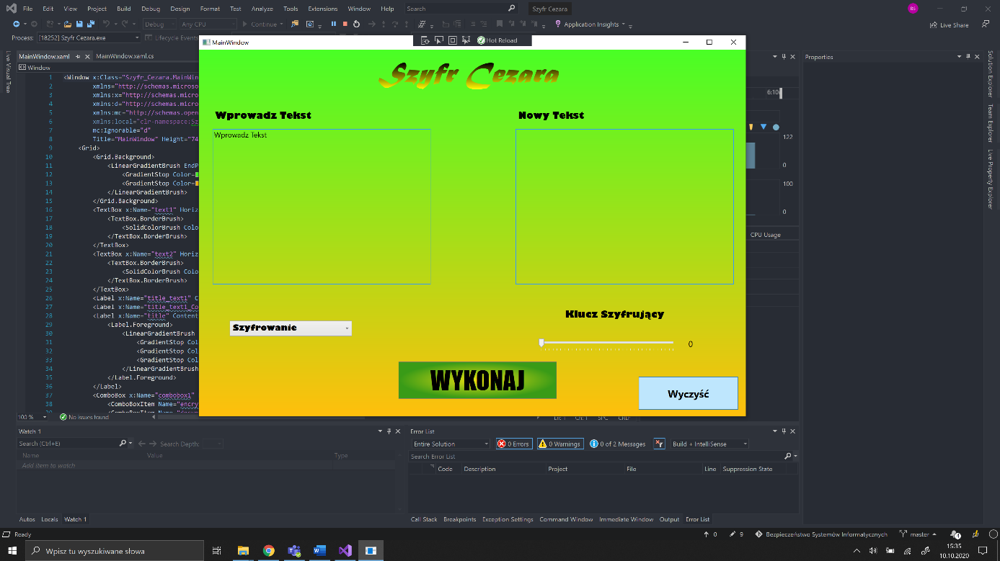 File Edit View Project Build Debug Design Format Test Analyze Tools Extensions Window Help Search Szyfr Cezara BS
Debug Any CPU Continue Application Insights Live Share
Process: [18252] Szyfr Cezara.exe Lifecycle Events
MainWindow Hot Reload
Live Visual Tree
MainWindow.xaml MainWindow.xaml.cs
Window
1 <Window x:Class="Szyfr_Cezara.MainWin
2 xmlns="http://schemas.microso
3 xmlns:x="http://schemas.micro
4 xmlns:d="http://schemas.micro
5 xmlns:mc="http://schemas.open
6 xmlns:local="clr-namespace:Sz
7 mc:Ignorable="d"
8 Title="MainWindow" Height="74
9 <Grid>
10 <Grid.Background>
11 <LinearGradientBrush EndP
12 <GradientStop Color=
13 <GradientStop Color=
14 </LinearGradientBrush>
15 </Grid.Background>
16 <TextBox x:Name="text1" Horiz
17 <TextBox.BorderBrush>
18 <SolidColorBrush Colo
19 </TextBox.BorderBrush>
20 </TextBox>
21 <TextBox x:Name="text2" Horiz
22 <TextBox.BorderBrush>
23 <SolidColorBrush Colo
24 </TextBox.BorderBrush>
25 </TextBox>
26 <Label x:Name="title_text1" C
27 <Label x:Name="title_text1_Co
28 <Label x:Name="title" Content
29 <Label.Foreground>
30 <LinearGradientBrush
31 <GradientStop Col
32 <GradientStop Col
33 <GradientStop Col
34 </LinearGradientBrush
35 </Label.Foreground>
36 </Label>
37 <ComboBox x:Name="combobox1"
38 <ComboBoxItem Name="encry
Szyfr Cezara
Wprowadz Tekst
Nowy Tekst
Wprowadz Tekst
Szyfrowanie
Klucz Szyfrujący
0
WYKONAJ
Wyczyść
6:10
122
0
100
0
CPU Usage
Properties
Solution Explorer
Team Explorer
Live Property Explorer
100 % No issues found Ln: 1 Ch: 1 SPC CRLF
Watch 1
Search (Ctrl+E) Search Depth:
Name Value Type
Add item to watch
Autos Locals Watch 1
Error List
Entire Solution 0 Errors 0 Warnings 0 of 2 Messages Build + IntelliSense
Search Error List
Code Description Project File Line Suppression State
Call Stack Breakpoints Exception Settings Command Window Immediate Window Output Error List
Ready 0 9 Bezpieczeństwo Systemów Informatycznych master 4
Wpisz tu wyszukiwane słowa
15:35
10.10.2020